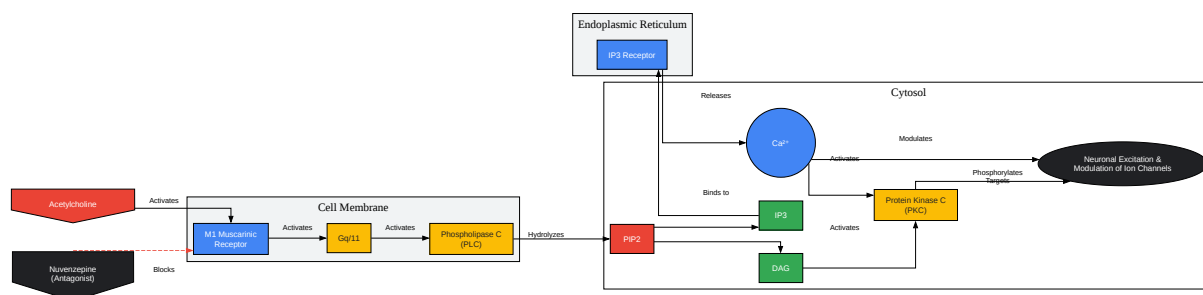 Endoplasmic Reticulum
IP3 Receptor
Cytosol
Releases
Ca²⁺
Modulates
Activates
Neuronal Excitation &
Modulation of Ion Channels
Phosphorylates
Targets
Acetylcholine
Activates
Cell Membrane
Binds to
Protein Kinase C
(PKC)
IP3
M1 Muscarinic
Receptor
Activates
Gq/11
Activates
Phospholipase C
(PLC)
Hydrolyzes
PIP2
Activates
Nuvenzepine
(Antagonist)
Blocks
DAG